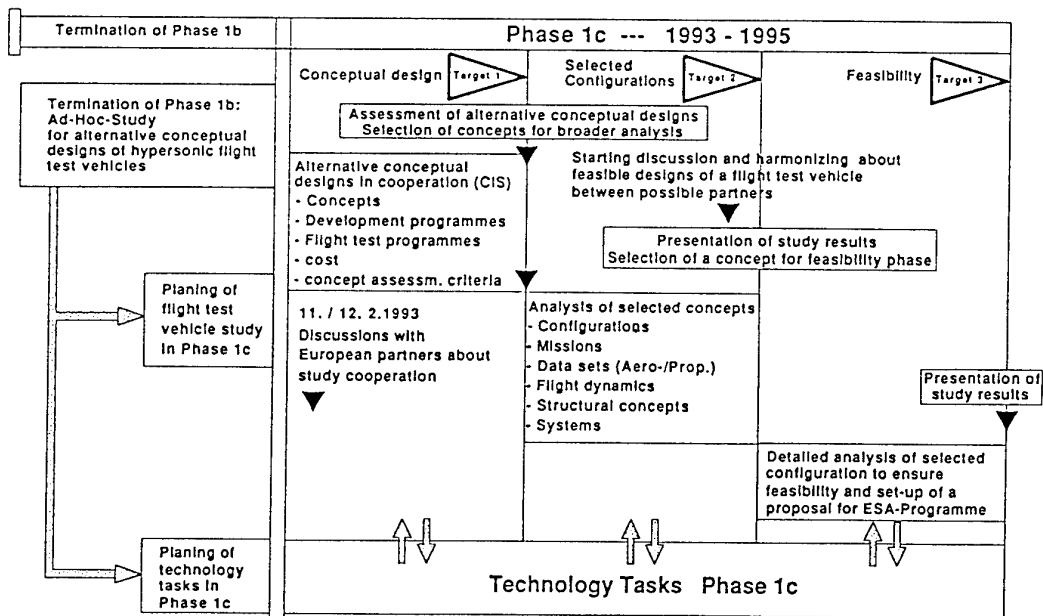 Termination of Phase 1b
Phase 1c --- 1993 - 1995
Conceptual design
Target 1
Selected
Configurations
Target 2
Feasibility
Target 3
Termination of Phase 1b:
Ad-Hoc-Study
for alternative conceptual
designs of hypersonic flight
test vehicles
Assessment of alternative conceptual designs
Selection of concepts for broader analysis
Alternative conceptual
designs in cooperation (CIS)
- Concepts
- Development programmes
- Flight test programmes
- cost
- concept assessm. criteria
Starting discussion and harmonizing about
feasible designs of a flight test vehicle
between possible partners
Presentation of study results
Selection of a concept for feasibility phase
Planing of
flight test
vehicle study
in Phase 1c
11. / 12. 2.1993
Discussions with
European partners about
study cooperation
Analysis of selected concepts
- Configurations
- Missions
- Data sets (Aero-/Prop.)
- Flight dynamics
- Structural concepts
- Systems
Presentation of
study results
Detailed analysis of selected
configuration to ensure
feasibility and set-up of a
proposal for ESA-Programme
Planing of
technology
tasks in
Phase 1c
Technology Tasks Phase 1c